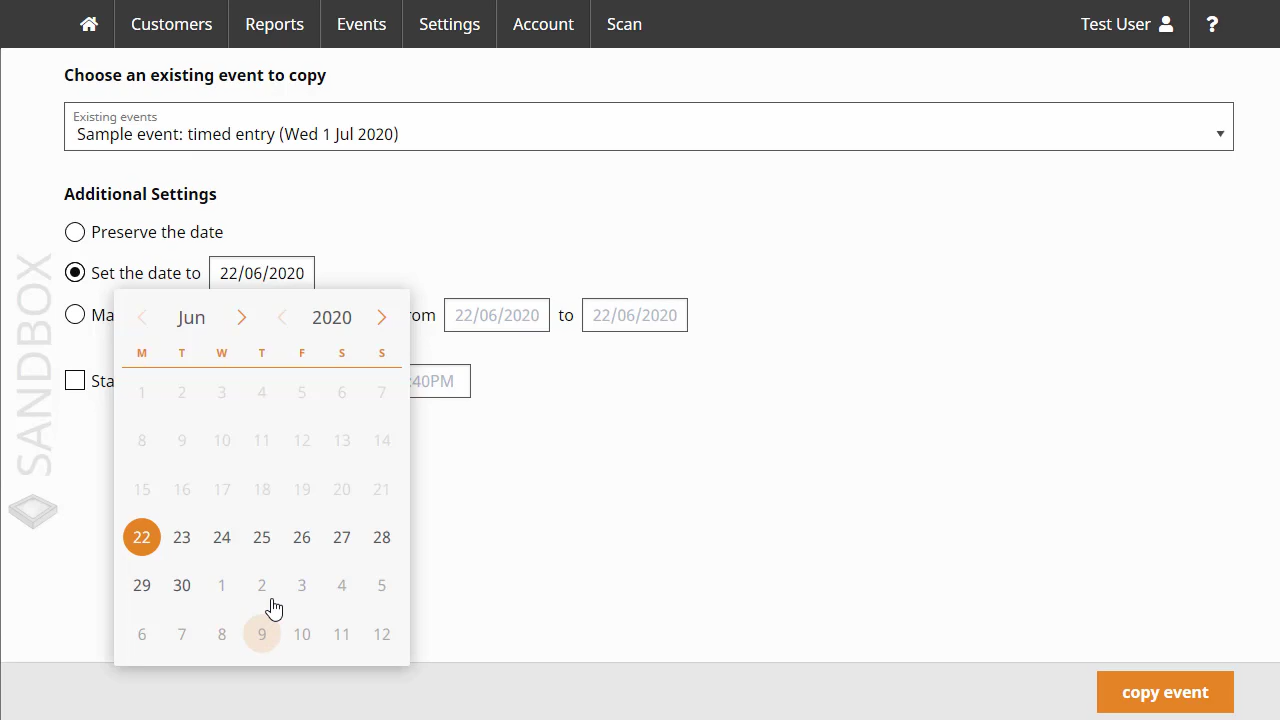 Customers Reports Events Settings Account Scan Test User ?
Choose an existing event to copy
Existing events
Sample event: timed entry (Wed 1 Jul 2020)
Additional Settings
Preserve the date
Set the date to 22/06/2020
Ma om 22/06/2020 to 22/06/2020
Sta :40PM
Jun 2020
M T W T F S S
1 2 3 4 5 6 7
8 9 10 11 12 13 14
15 16 17 18 19 20 21
22 23 24 25 26 27 28
29 30 1 2 3 4 5
6 7 8 9 10 11 12
SANDBOX
copy event